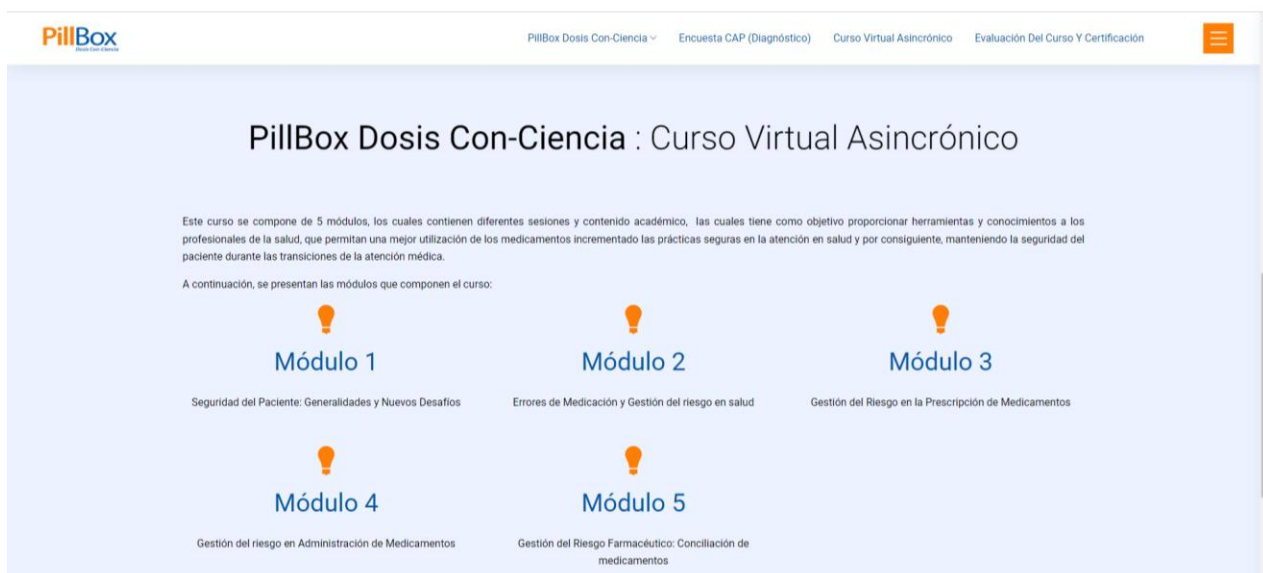 PillBox
Dosis Con-Ciencia
PillBox Dosis Con-Ciencia
Encuesta CAP (Diagnóstico)
Curso Virtual Asincrónico
Evaluación Del Curso Y Certificación
PillBox Dosis Con-Ciencia : Curso Virtual Asincrónico
Este curso se compone de 5 módulos, los cuales contienen diferentes sesiones y contenido académico, las cuales tiene como objetivo proporcionar herramientas y conocimientos a los
profesionales de la salud, que permitan una mejor utilización de los medicamentos incrementado las prácticas seguras en la atención en salud y por consiguiente, manteniendo la seguridad del
paciente durante las transiciones de la atención médica.
A continuación, se presentan las módulos que componen el curso:
Módulo 1
Seguridad del Paciente: Generalidades y Nuevos Desafíos
Módulo 2
Errores de Medicación y Gestión del riesgo en salud
Módulo 3
Gestión del Riesgo en la Prescripción de Medicamentos
Módulo 4
Gestión del riesgo en Administración de Medicamentos
Módulo 5
Gestión del Riesgo Farmacéutico: Conciliación de
medicamentos